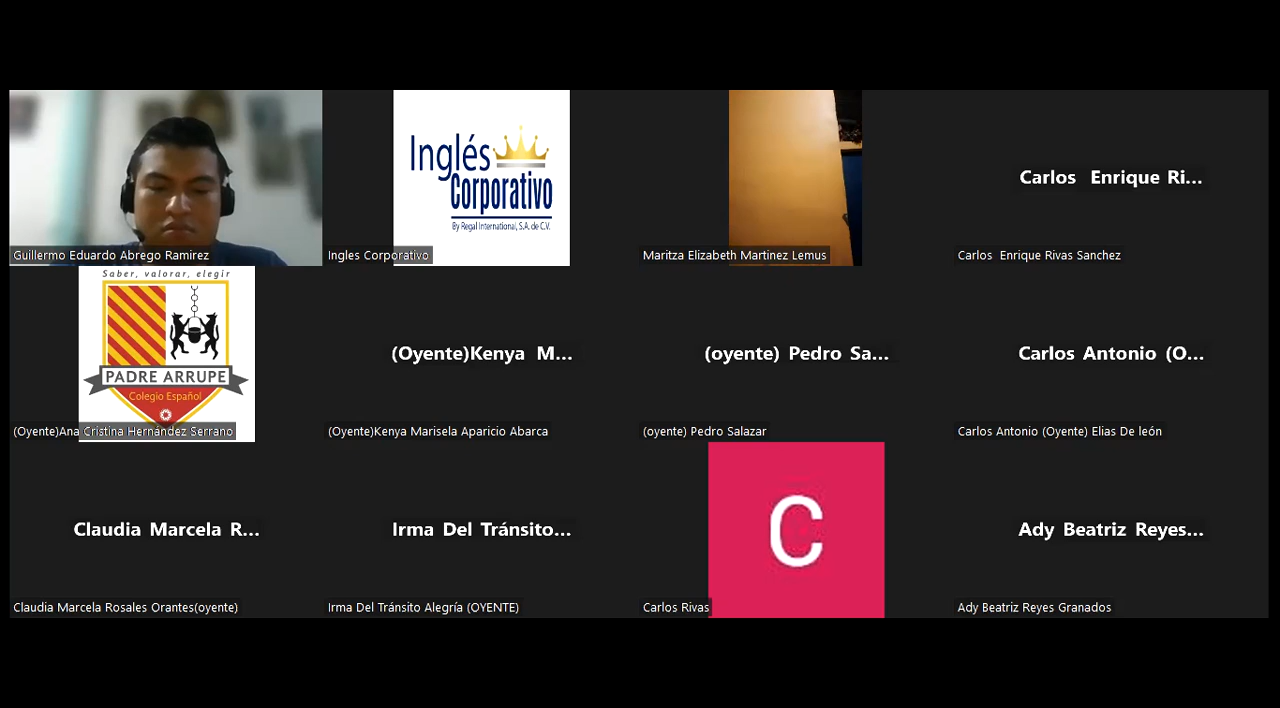 Guillermo Eduardo Abrego Ramirez
Inglés
Corporativo
By Regal International, S.A. de C.V.
Ingles Corporativo
Maritza Elizabeth Martinez Lemus
Carlos Enrique Ri...
Carlos Enrique Rivas Sanchez
Saber, valorar, elegir
PADRE ARRUPE
Colegio Español
(Oyente)Ana Cristina Hernández Serrano
(Oyente)Kenya M...
(Oyente)Kenya Marisela Aparicio Abarca
(oyente) Pedro Sa...
(oyente) Pedro Salazar
Carlos Antonio (O...
Carlos Antonio (Oyente) Elias De león
Claudia Marcela R...
Claudia Marcela Rosales Orantes(oyente)
Irma Del Tránsito...
Irma Del Tránsito Alegría (OYENTE)
C
Carlos Rivas
Ady Beatriz Reyes...
Ady Beatriz Reyes Granados